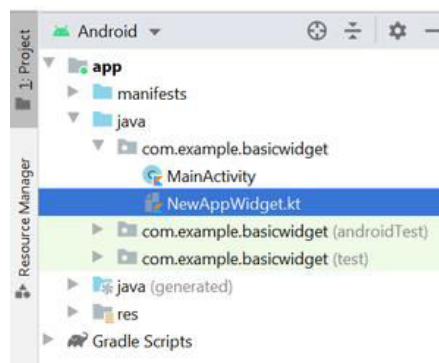 1: Project
Resource Manager
Android
app
manifests
java
com.example.basicwidget
MainActivity
NewAppWidget.kt
com.example.basicwidget (androidTest)
com.example.basicwidget (test)
java (generated)
res
Gradle Scripts